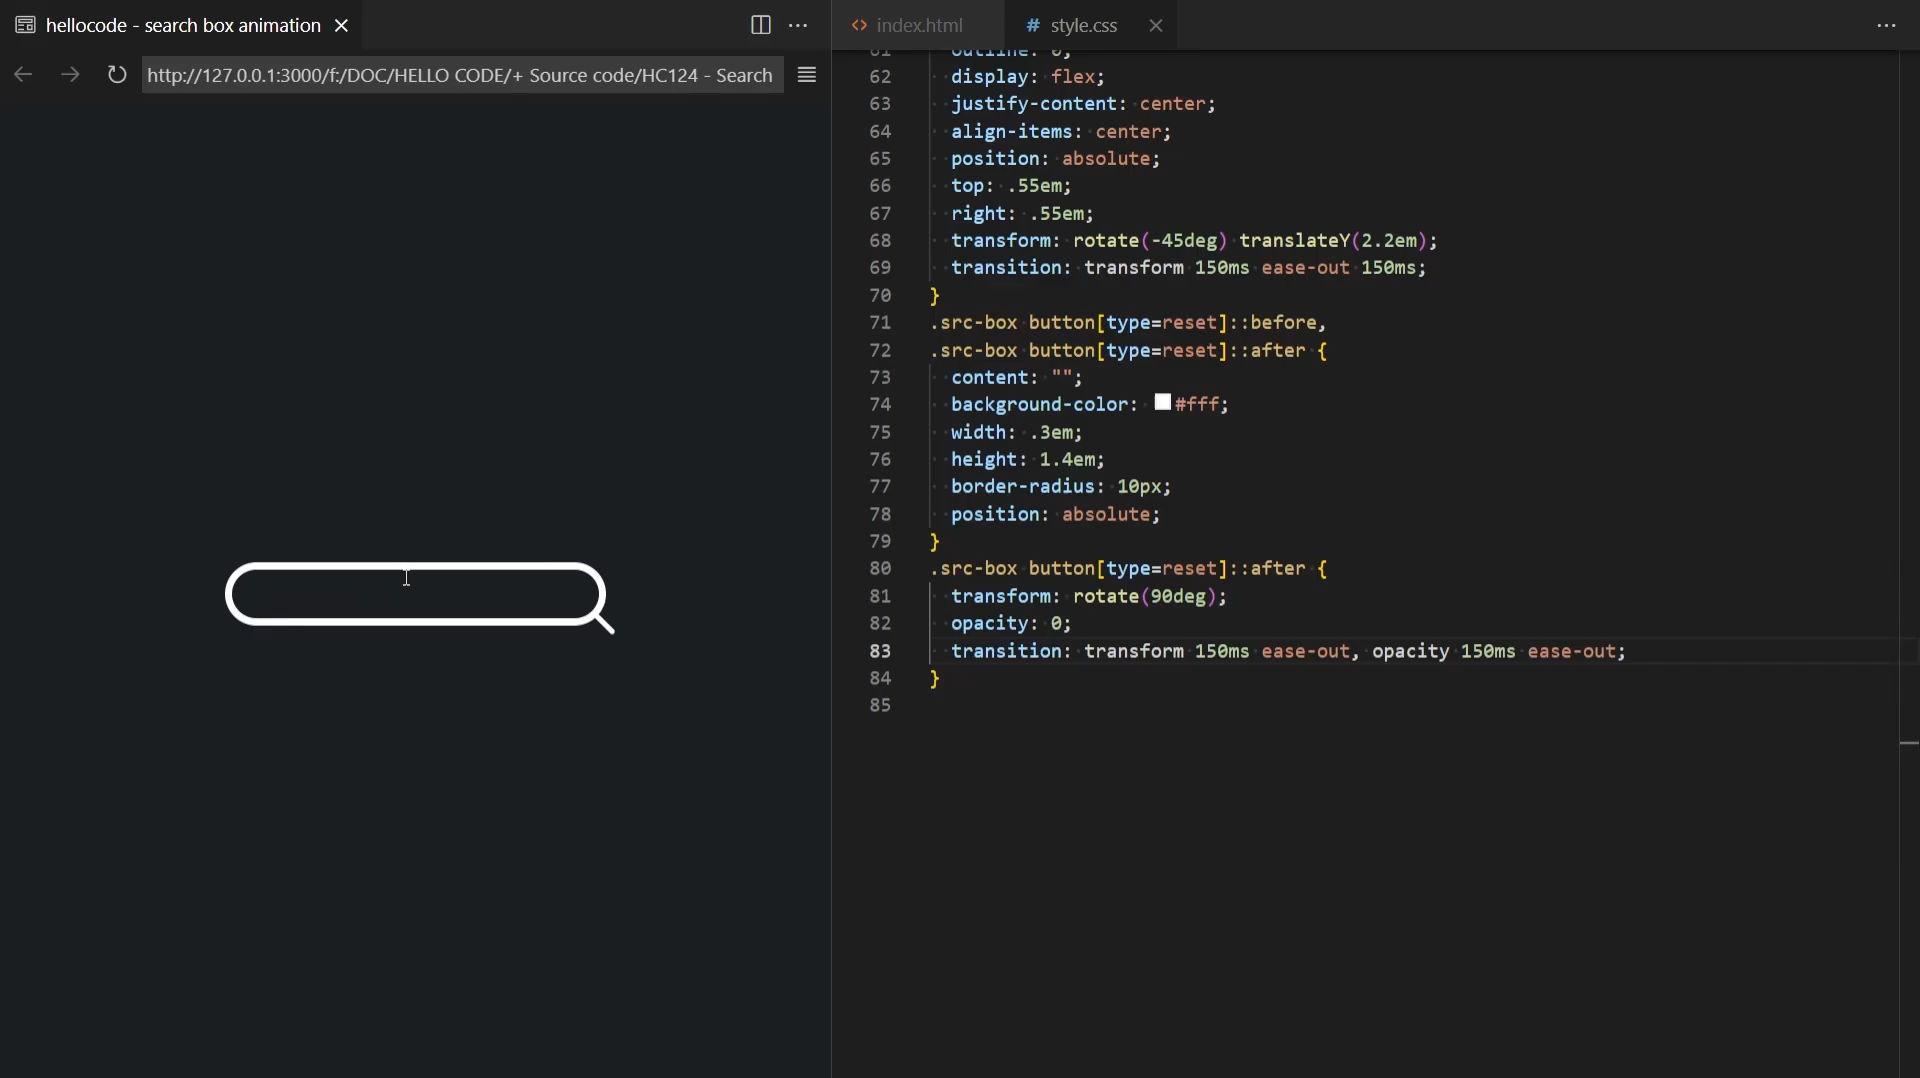 hellocode - search box animation
http://127.0.0.1:3000/f:/DOC/HELLO CODE/+ Source code/HC124 - Search
index.html
# style.css
61 outline: 0;
62 display: flex;
63 justify-content: center;
64 align-items: center;
65 position: absolute;
66 top: .55em;
67 right: .55em;
68 transform: rotate(-45deg) translateY(2.2em);
69 transition: transform 150ms ease-out 150ms;
70 }
71 .src-box button[type=reset]::before,
72 .src-box button[type=reset]::after {
73 content: "";
74 background-color: #fff;
75 width: .3em;
76 height: 1.4em;
77 border-radius: 10px;
78 position: absolute;
79 }
80 .src-box button[type=reset]::after {
81 transform: rotate(90deg);
82 opacity: 0;
83 transition: transform 150ms ease-out, opacity 150ms ease-out;
84 }
85